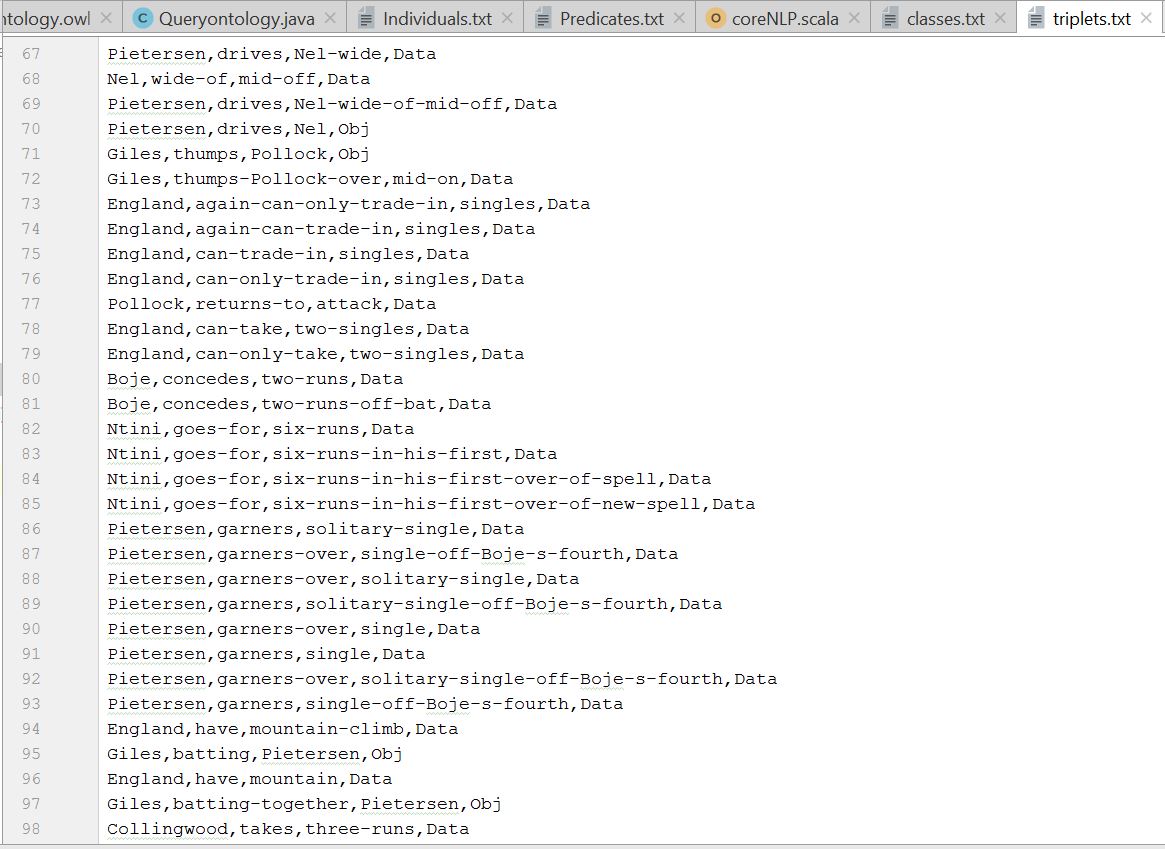 ntology.owl
Queryontology.java
Individuals.txt
Predicates.txt
coreNLP.scala
classes.txt
triplets.txt
67 Pietersen,drives,Nel-wide,Data
68 Nel,wide-of,mid-off,Data
69 Pietersen,drives,Nel-wide-of-mid-off,Data
70 Pietersen,drives,Nel,Obj
71 Giles,thumps,Pollock,Obj
72 Giles,thumps-Pollock-over,mid-on,Data
73 England,again-can-only-trade-in,singles,Data
74 England,again-can-trade-in,singles,Data
75 England,can-trade-in,singles,Data
76 England,can-only-trade-in,singles,Data
77 Pollock,returns-to,attack,Data
78 England,can-take,two-singles,Data
79 England,can-only-take,two-singles,Data
80 Boje,concedes,two-runs,Data
81 Boje,concedes,two-runs-off-bat,Data
82 Ntini,goes-for,six-runs,Data
83 Ntini,goes-for,six-runs-in-his-first,Data
84 Ntini,goes-for,six-runs-in-his-first-over-of-spell,Data
85 Ntini,goes-for,six-runs-in-his-first-over-of-new-spell,Data
86 Pietersen,garners,solitary-single,Data
87 Pietersen,garners-over,single-off-Boje-s-fourth,Data
88 Pietersen,garners-over,solitary-single,Data
89 Pietersen,garners,solitary-single-off-Boje-s-fourth,Data
90 Pietersen,garners-over,single,Data
91 Pietersen,garners,single,Data
92 Pietersen,garners-over,solitary-single-off-Boje-s-fourth,Data
93 Pietersen,garners,single-off-Boje-s-fourth,Data
94 England,have,mountain-climb,Data
95 Giles,batting,Pietersen,Obj
96 England,have,mountain,Data
97 Giles,batting-together,Pietersen,Obj
98 Collingwood,takes,three-runs,Data